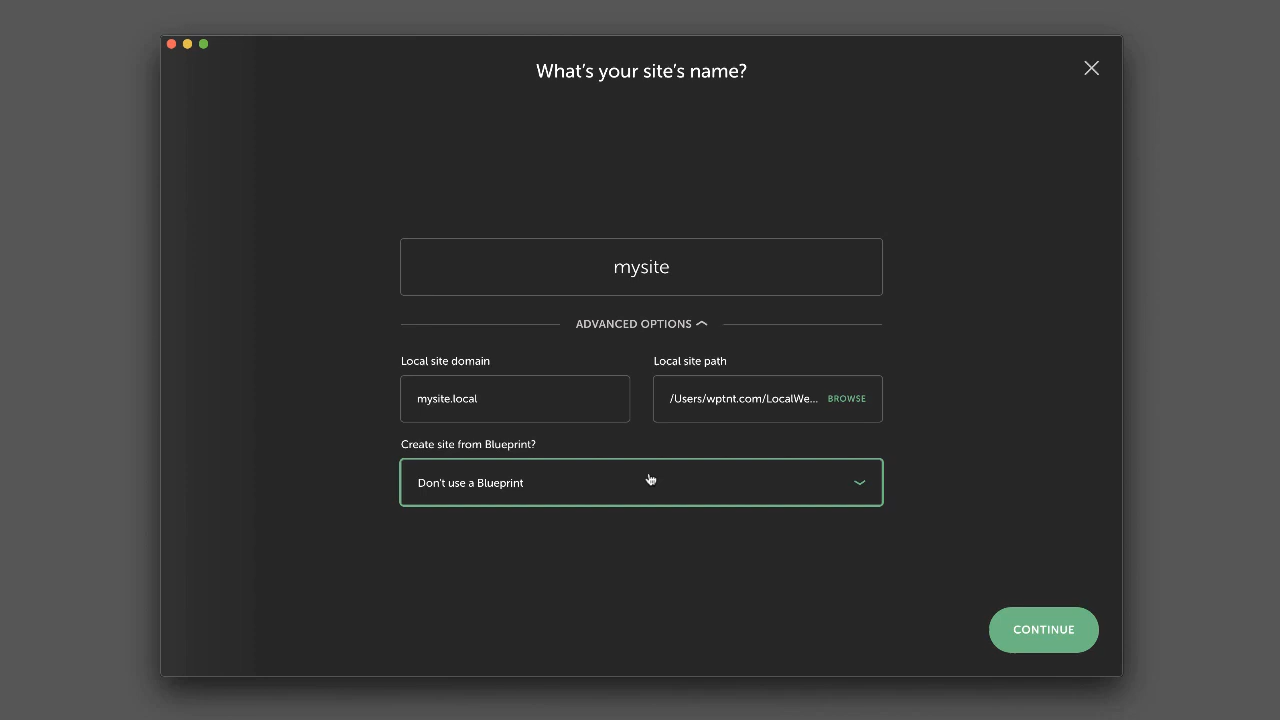 What's your site's name?
mysite
ADVANCED OPTIONS
Local site domain
Local site path
mysite.local
/Users/wptnt.com/LocalWe...
BROWSE
Create site from Blueprint?
Don't use a Blueprint
CONTINUE